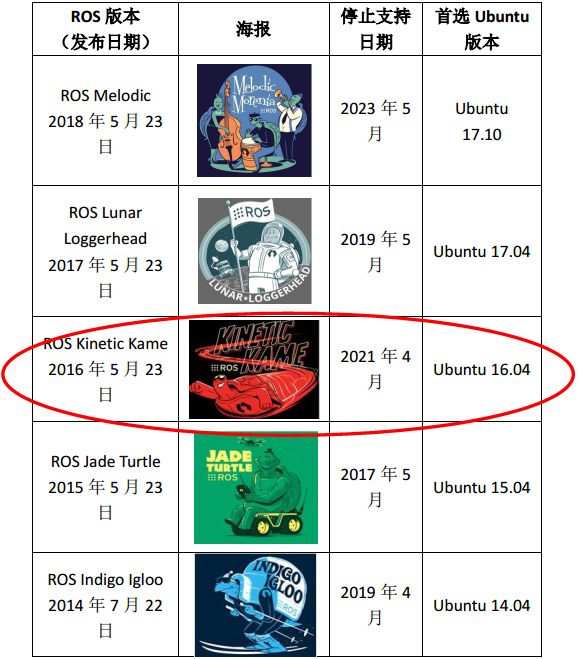 ROS 版本
（发布日期）
海报
停止支持
日期
首选 Ubuntu
版本
ROS Melodic
2018 年 5 月 23
日
Melodic
Morenia
ROS
2023 年 5
月
Ubuntu
17.10
ROS Lunar
Loggerhead
2017 年 5 月 23
日
ROS
LUNAR•LOGGERHEAD
2019 年 5
月
Ubuntu 17.04
ROS Kinetic Kame
2016 年 5 月 23
日
KINETIC
KAME
ROS
2021 年 4
月
Ubuntu 16.04
ROS Jade Turtle
2015 年 5 月 23
日
JADE
TURTLE
ROS
2017 年 5
月
Ubuntu 15.04
ROS Indigo Igloo
2014 年 7 月 22
日
INDIGO
IGLOO
ROS
2019 年 4
月
Ubuntu 14.04